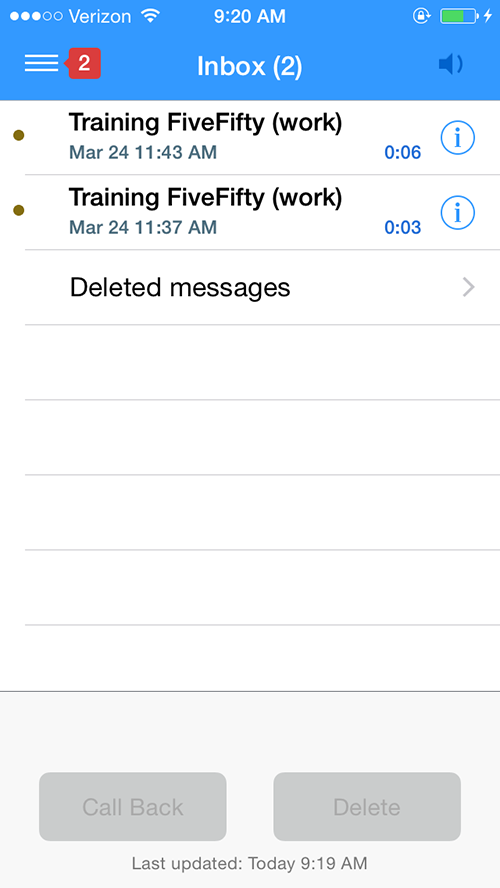 Verizon 9:20 AM
2 Inbox (2)
Training FiveFifty (work)
Mar 24 11:43 AM 0:06 i
Training FiveFifty (work)
Mar 24 11:37 AM 0:03 i
Deleted messages
Call Back Delete
Last updated: Today 9:19 AM